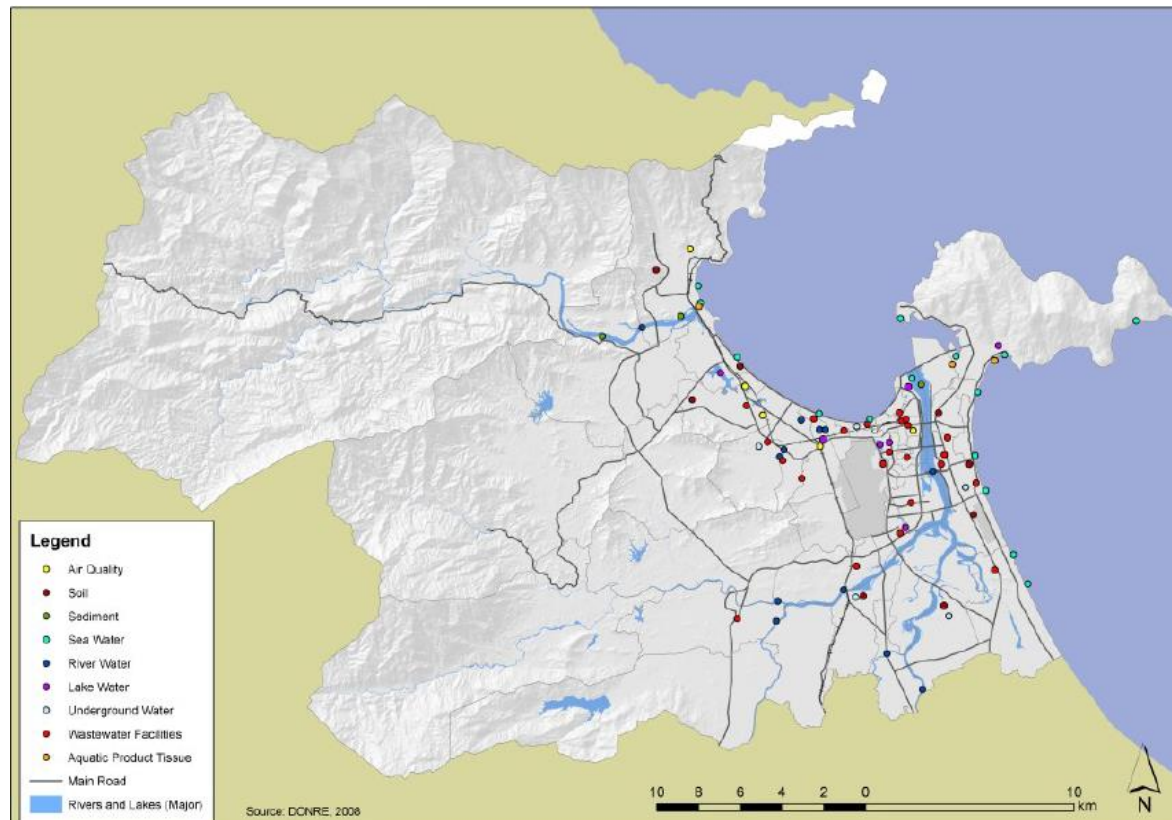 Legend
Air Quality
Soil
Sediment
Sea Water
River Water
Lake Water
Underground Water
Wastewater Facilities
Aquatic Product Tissue
Main Road
Rivers and Lakes (Major)
Source: DONRE, 2008
10 8 6 4 2 0 10
km
N